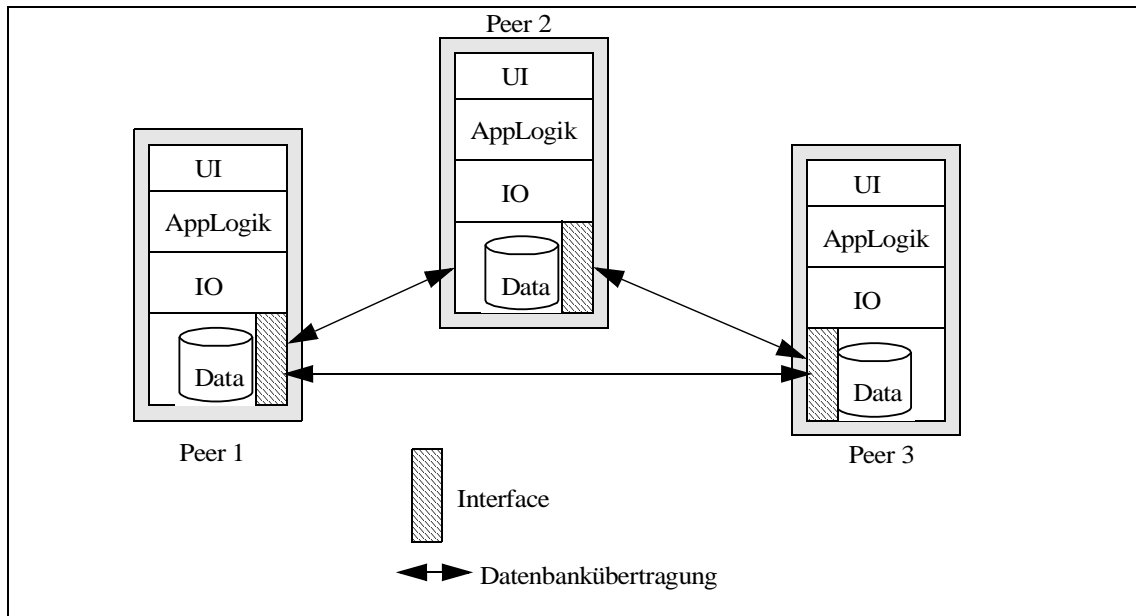 Peer 2
UI
AppLogik
IO
Data
UI
AppLogik
IO
Data
Peer 1
UI
AppLogik
IO
Data
Peer 3
Interface
Datenbankübertragung